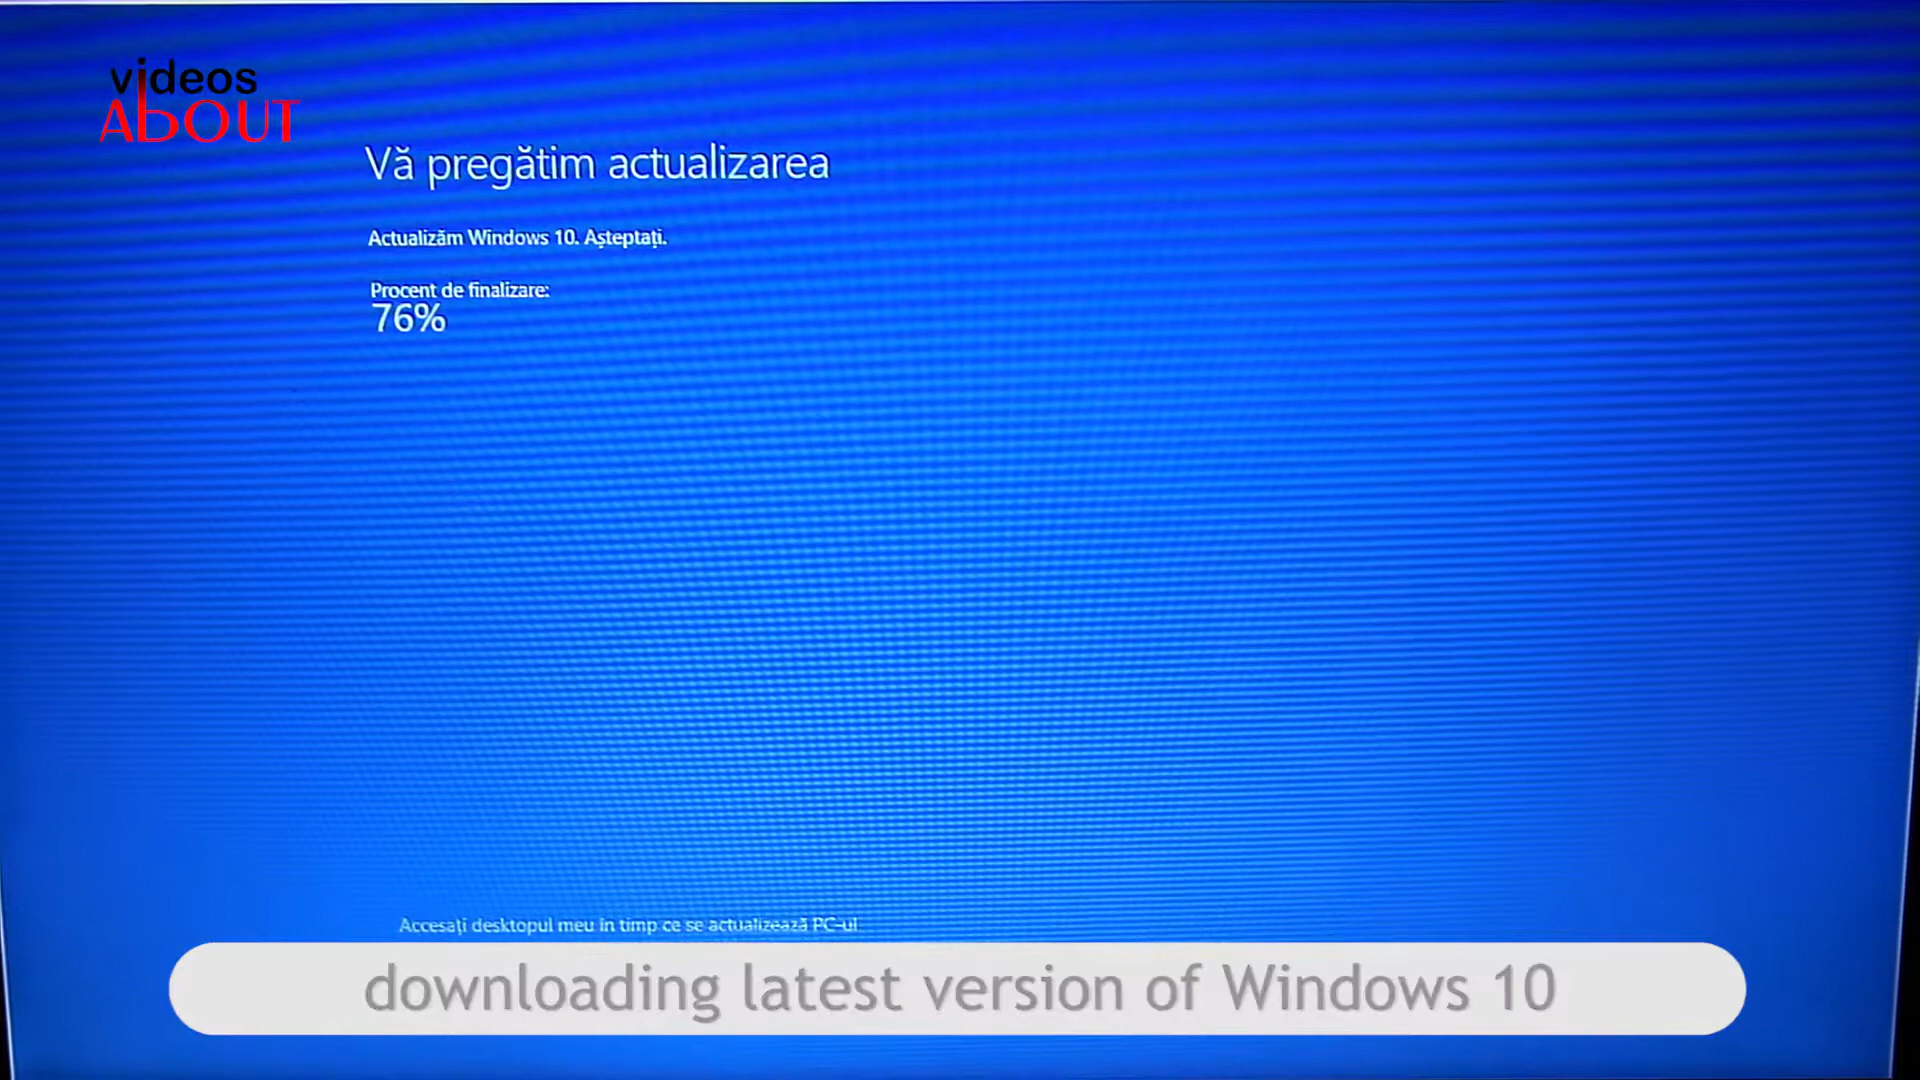 videos
ABOUT
Vă pregătim actualizarea
Actualizăm Windows 10. Așteptați.
Procent de finalizare:
76%
Accesați desktopul meu în timp ce se actualizează PC-ul
downloading latest version of Windows 10